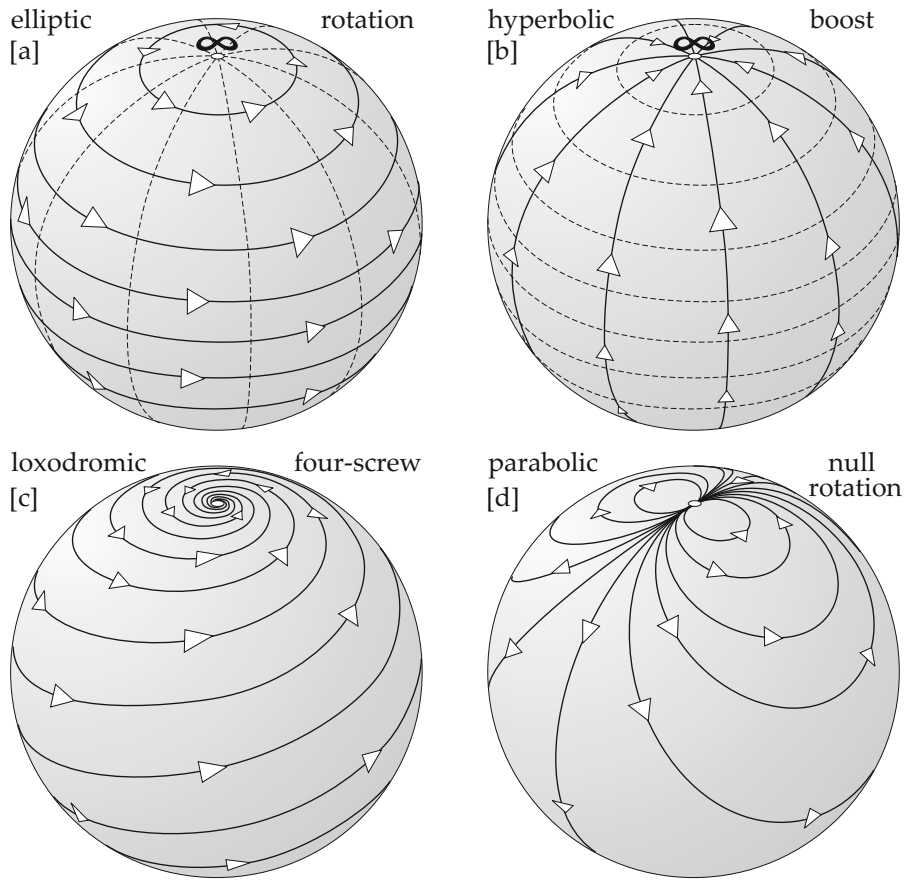 elliptic rotation
[a] ∞
hyperbolic boost
[b] ∞
loxodromic four-screw
[c]
parabolic null
[d] rotation